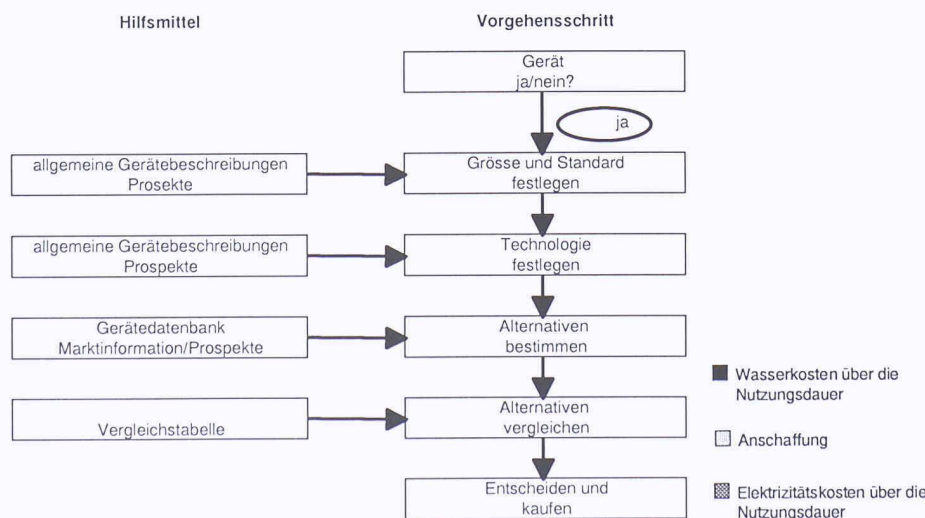 Hilfsmittel
Vorgehensschritt
Gerät
ja/nein?
ja
allgemeine Gerätebeschreibungen
Prosekte
Grösse und Standard
festlegen
allgemeine Gerätebeschreibungen
Prospekte
Technologie
festlegen
Gerätedatenbank
Marktinformation/Prospekte
Alternativen
bestimmen
Vergleichstabelle
Alternativen
vergleichen
Entscheiden und
kaufen
Wasserkosten über die
Nutzungsdauer
Anschaffung
Elektrizitätskosten über die
Nutzungsdauer